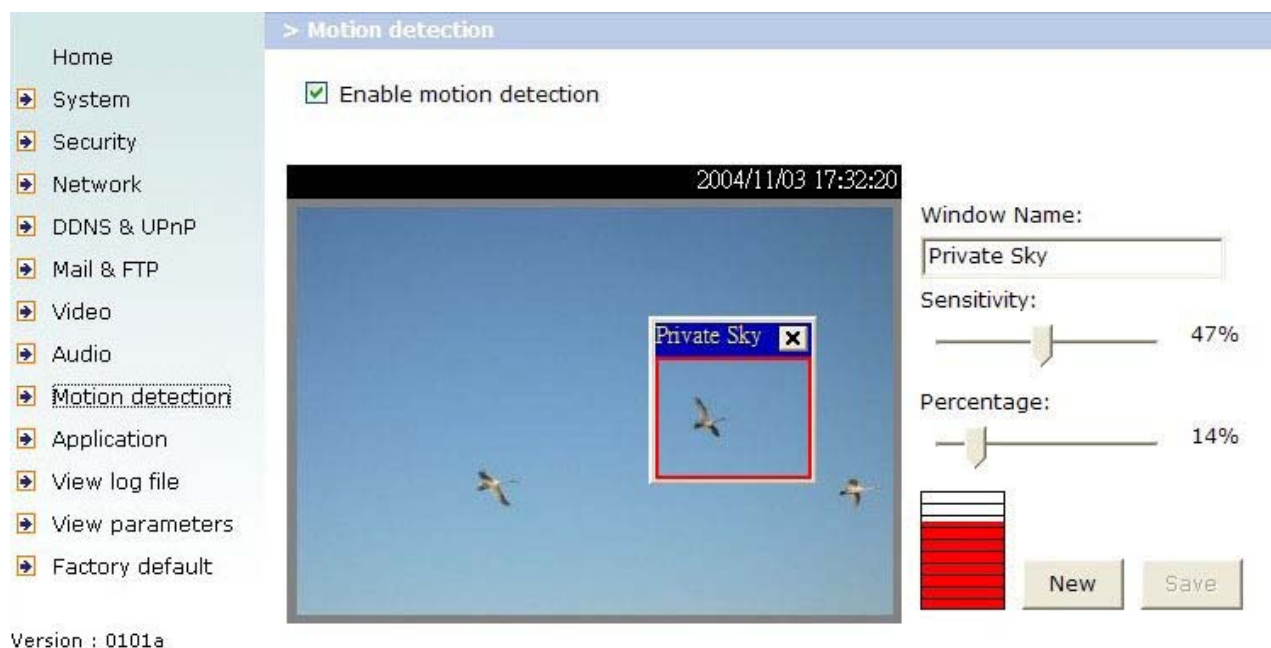 > Motion detection
Home
System
Security
Network
DDNS & UPnP
Mail & FTP
Video
Audio
Motion detection
Application
View log file
View parameters
Factory default
Version : 0101a
Enable motion detection
2004/11/03 17:32:20
Private Sky
Window Name:
Private Sky
Sensitivity:
47%
Percentage:
14%
New
Save